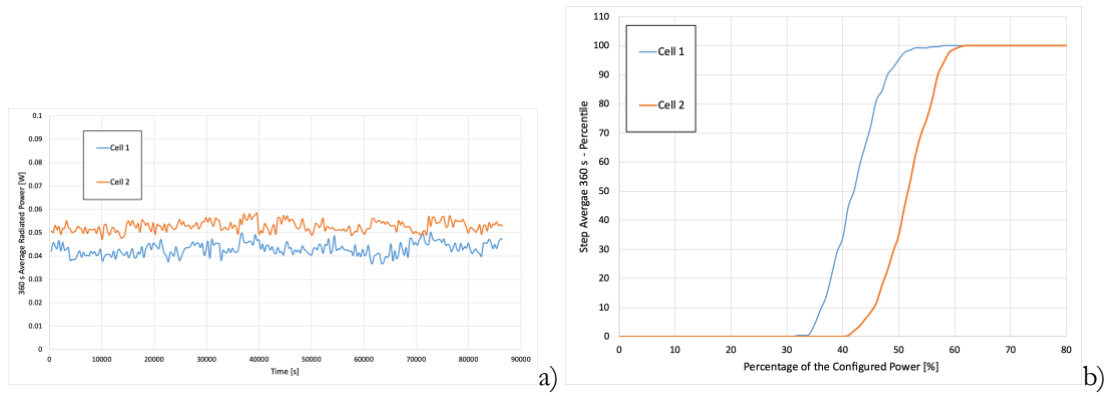 0.1
0.09
0.08
0.07
0.06
0.05
0.04
0.03
0.02
0.01
0
360 s Average Radiated Power [W]
Cell 1
Cell 2
0 10000 20000 30000 40000 50000 60000 70000 80000 90000
Time [s]
a)
110
100
90
80
70
60
50
40
30
20
10
0
Step Avergae 360 s - Percentile
Cell 1
Cell 2
0 10 20 30 40 50 60 70 80
Percentage of the Configured Power [%]
b)